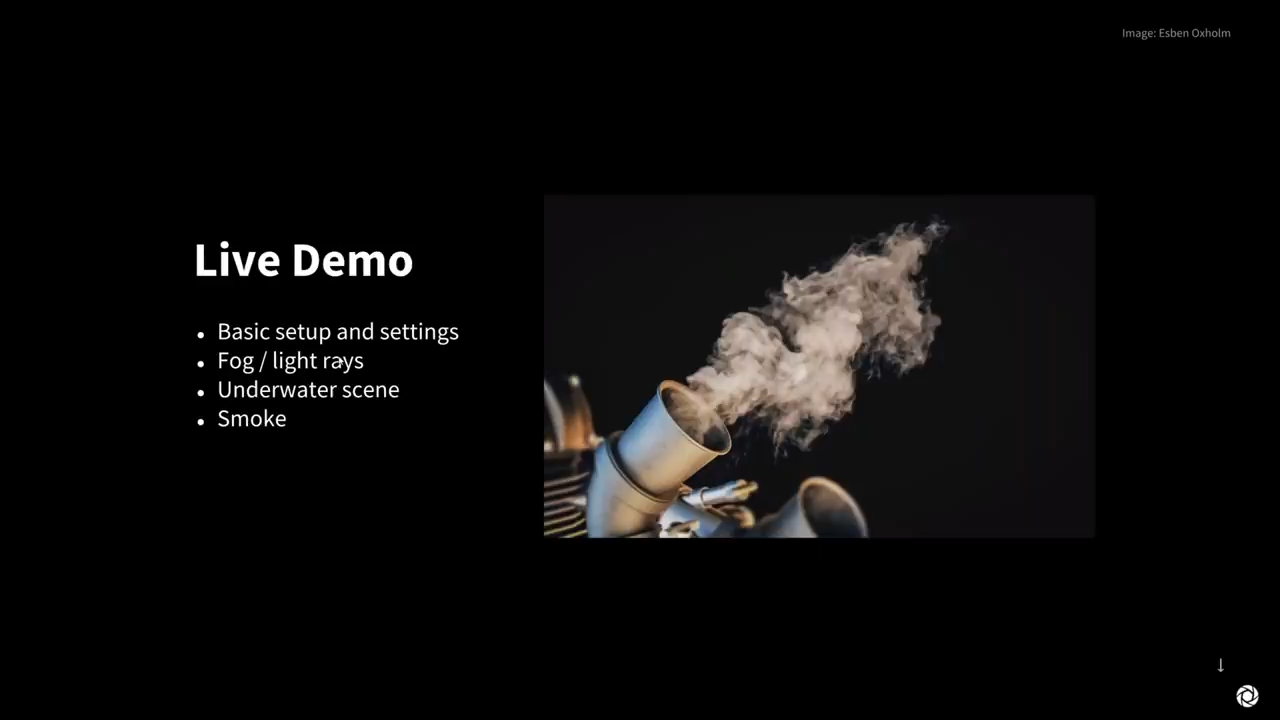 Image: Esben Oxholm
Live Demo
• Basic setup and settings
• Fog / light rays
• Underwater scene
• Smoke